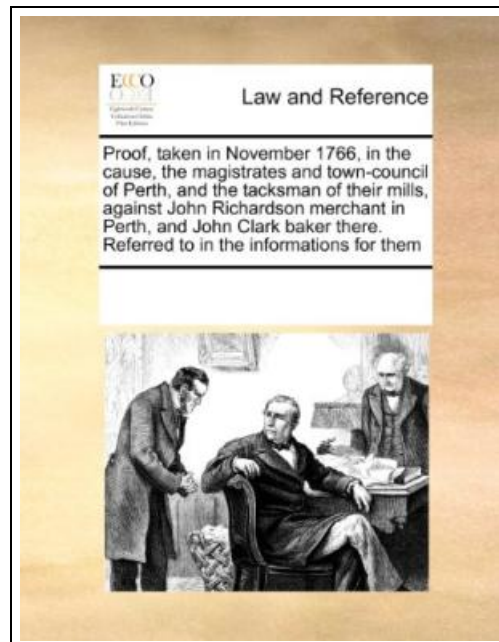 ECCO
Law and Reference
Proof, taken in November 1766, in the
cause, the magistrates and town-council
of Perth, and the tacksman of their mills,
against John Richardson merchant in
Perth, and John Clark baker there.
Referred to in the informations for them